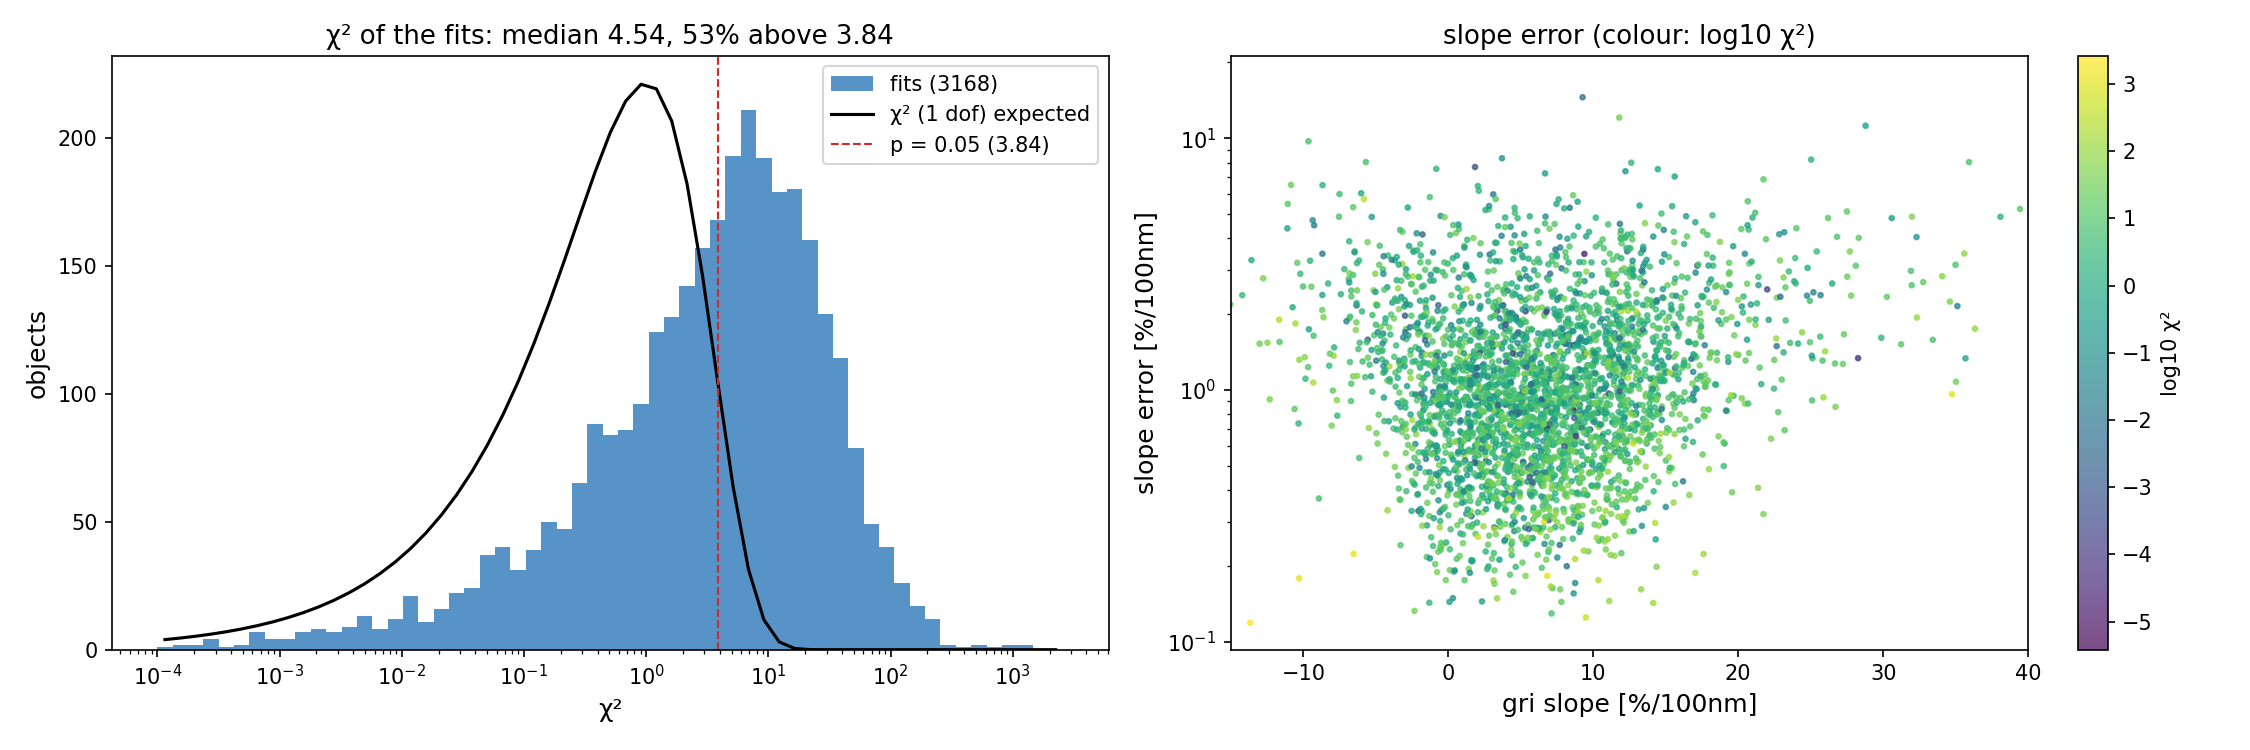 χ² of the fits: median 4.54, 53% above 3.84
fits (3168)
χ² (1 dof) expected
p = 0.05 (3.84)
objects
200
150
100
50
0
10⁻⁴ 10⁻³ 10⁻² 10⁻¹ 10⁰ 10¹ 10² 10³
χ²
slope error (colour: log10 χ²)
slope error [%/100nm]
10¹
10⁰
10⁻¹
−10 0 10 20 30 40
gri slope [%/100nm]
3
2
1
0
−1
−2
−3
−4
−5
log10 χ²